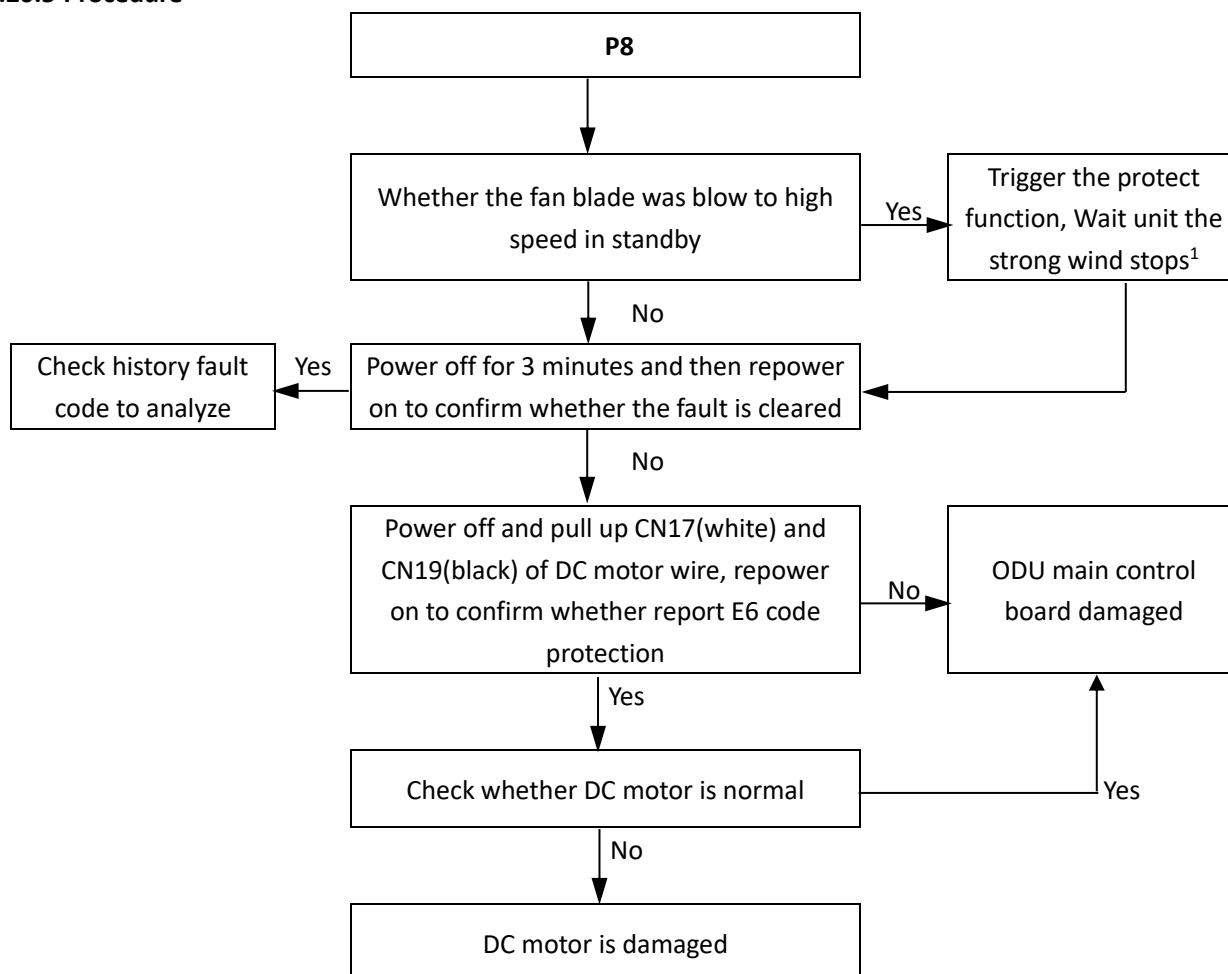 Procedure
P8
Whether the fan blade was blow to high
speed in standby
Yes
Trigger the protect
function, Wait unit the
strong wind stops1
No
Check history fault
code to analyze
Yes
Power off for 3 minutes and then repower
on to confirm whether the fault is cleared
No
Power off and pull up CN17(white) and
CN19(black) of DC motor wire, repower
on to confirm whether report E6 code
protection
No
ODU main control
board damaged
Yes
Check whether DC motor is normal
Yes
No
DC motor is damaged